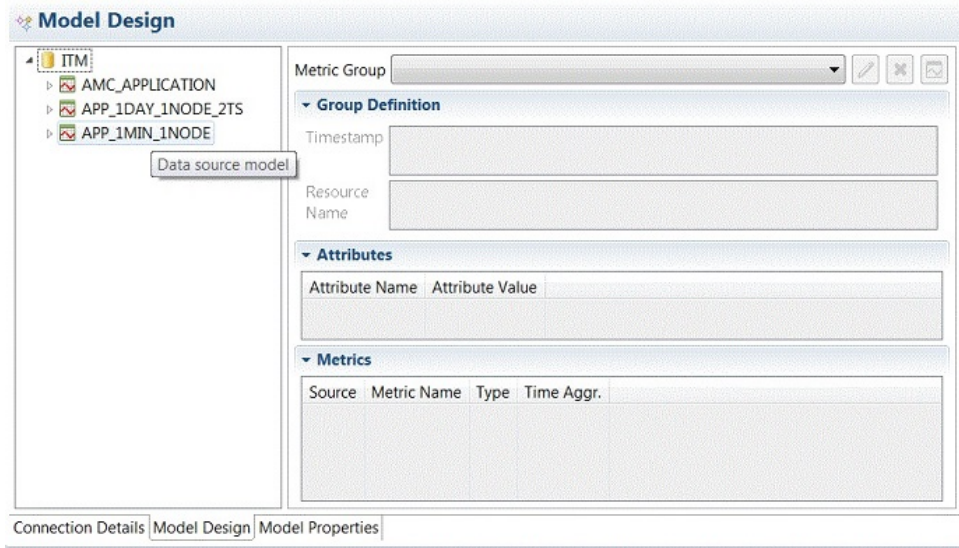 Model Design
ITM
AMC_APPLICATION
APP_1DAY_1NODE_2TS
APP_1MIN_1NODE
Data source model
Metric Group
Group Definition
Timestamp
Resource
Name
Attributes
Attribute Name Attribute Value
Metrics
Source Metric Name Type Time Aggr.
Connection Details Model Design Model Properties